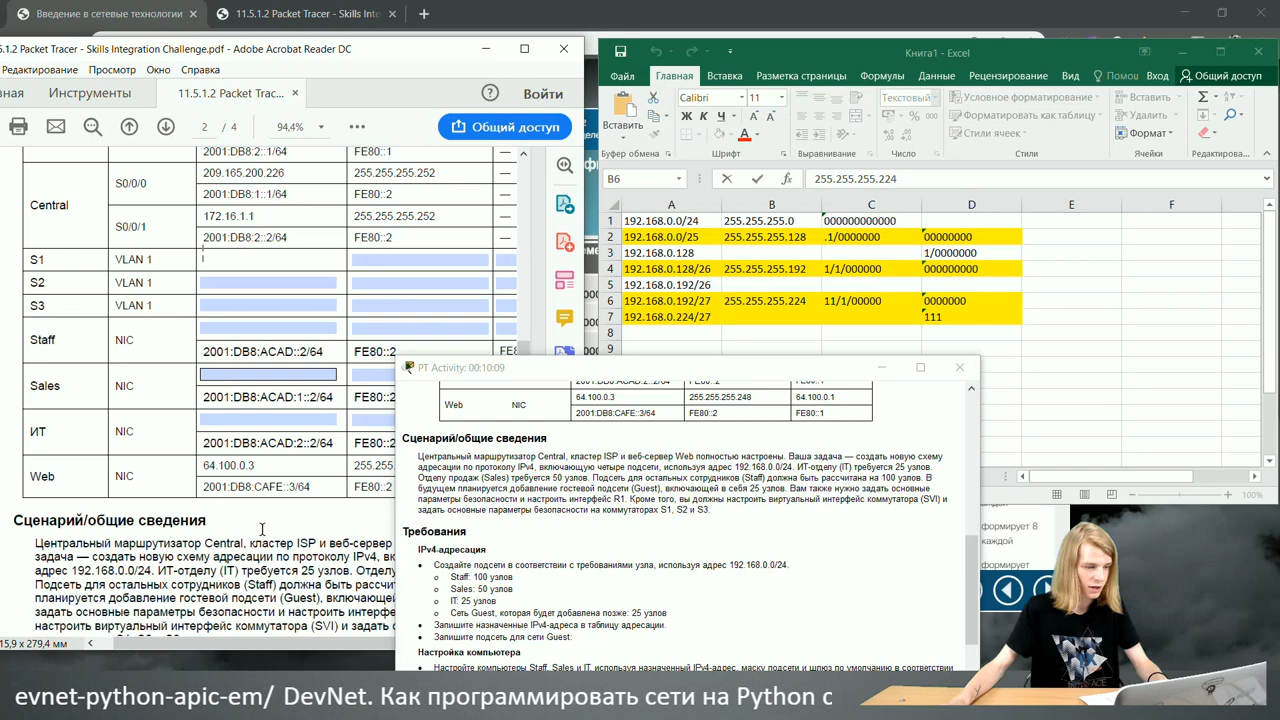 Введение в сетевые технологии
11.5.1.2 Packet Tracer - Skills Inte
11.5.1.2 Packet Tracer - Skills Integration Challenge.pdf - Adobe Acrobat Reader DC
Редактирование Просмотр Окно Справка
Инструменты 11.5.1.2 Packet Trac... Войти
2 / 4 94,4% Общий доступ
2001:DB8:2::1/64 FE80::1
Central S0/0/0 209.165.200.226 255.255.255.252 —
2001:DB8:1::1/64 FE80::2 —
S0/0/1 172.16.1.1 255.255.255.252 —
2001:DB8:2::2/64 FE80::2 —
S1 VLAN 1
S2 VLAN 1
S3 VLAN 1
Staff NIC
2001:DB8:ACAD::2/64 FE80::2
Sales NIC
2001:DB8:ACAD:1::2/64 FE80::2
ИТ NIC
2001:DB8:ACAD:2::2/64 FE80::2
Web NIC 64.100.0.3
2001:DB8:CAFE::3/64 FE80::2
Сценарий/общие сведения
Центральный маршрутизатор Central, кластер ISP и веб-сервер
задача — создать новую схему адресации по протоколу IPv4,
адрес 192.168.0.0/24. ИТ-отделу (IT) требуется 25 узлов.
Подсеть для остальных сотрудников (Staff) должна быть
планируется добавление гостевой подсети (Guest),
задать основные параметры безопасности и настроить
настроить виртуальный интерфейс коммутатора (SVI) и задать
Книга1 - Excel
Файл Главная Вставка Разметка страницы Формулы Данные Рецензирование Вид Вход Общий доступ
Вставить Calibri 11 Ж К Ч Условное форматирование Вставить
Форматировать как таблицу Удалить
Стили ячеек Формат
Буфер обмена Шрифт Выравнивание Число Стили Ячейки
B6 255.255.255.224
A B C D E F
1 192.168.0.0/24 255.255.255.0 000000000000
2 192.168.0.0/25 255.255.255.128 .1/0000000 00000000
3 192.168.0.128 1/0000000
4 192.168.0.128/26 255.255.255.192 1/1/000000 000000000
5 192.168.0.192/26
6 192.168.0.192/27 255.255.255.224 11/1/00000 0000000
7 192.168.0.224/27 111
8
9
100%
PT Activity: 00:10:09
Web NIC 64.100.0.3 255.255.255.248 64.100.0.1
2001:DB8:CAFE::3/64 FE80::2 FE80::1
Сценарий/общие сведения
Центральный маршрутизатор Central, кластер ISP и веб-сервер Web полностью настроены. Ваша задача — создать новую схему
адресации по протоколу IPv4, включающую четыре подсети, используя адрес 192.168.0.0/24. ИТ-отделу (IT) требуется 25 узлов.
Отделу продаж (Sales) требуется 50 узлов. Подсеть для остальных сотрудников (Staff) должна быть рассчитана на 100 узлов. В
будущем планируется добавление гостевой подсети (Guest), включающей в себя 25 узлов. Вам также нужно задать основные
параметры безопасности и настроить интерфейс R1. Кроме того, вы должны настроить виртуальный интерфейс коммутатора (SVI) и
задать основные параметры безопасности на коммутаторах S1, S2 и S3.
Требования
IPv4-адресация
• Создайте подсети в соответствии с требованиями узла, используя адрес 192.168.0.0/24.
o Staff: 100 узлов
o Sales: 50 узлов
o IT: 25 узлов
o Сеть Guest, которая будет добавлена позже: 25 узлов
• Запишите назначенные IPv4-адреса в таблицу адресации.
• Запишите подсеть для сети Guest:
Настройка компьютера
• Настройте компьютеры Staff, Sales и IT, используя назначенный IPv4-адрес, маску подсети и шлюз по умолчанию в соответствии
формирует 8
каждой
формирует
evnet-python-apic-em/ DevNet. Как программировать сети на Python с